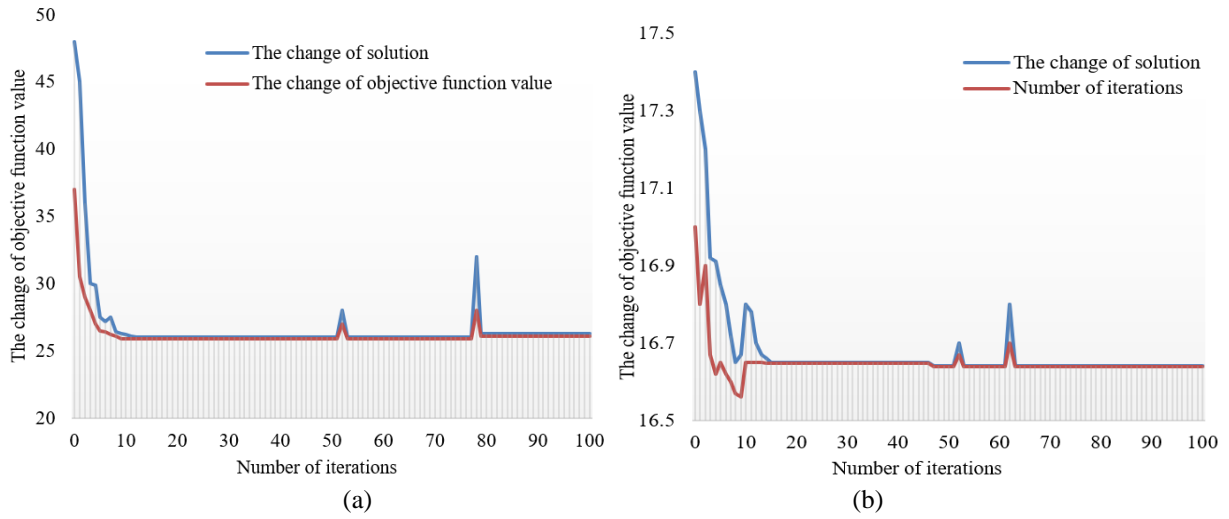 50
45
40
35
30
25
20
The change of objective function value
The change of solution
The change of objective function value
0 10 20 30 40 50 60 70 80 90 100
Number of iterations
(a)
17.5
17.3
17.1
16.9
16.7
16.5
The change of objective function value
The change of solution
Number of iterations
0 10 20 30 40 50 60 70 80 90 100
Number of iterations
(b)